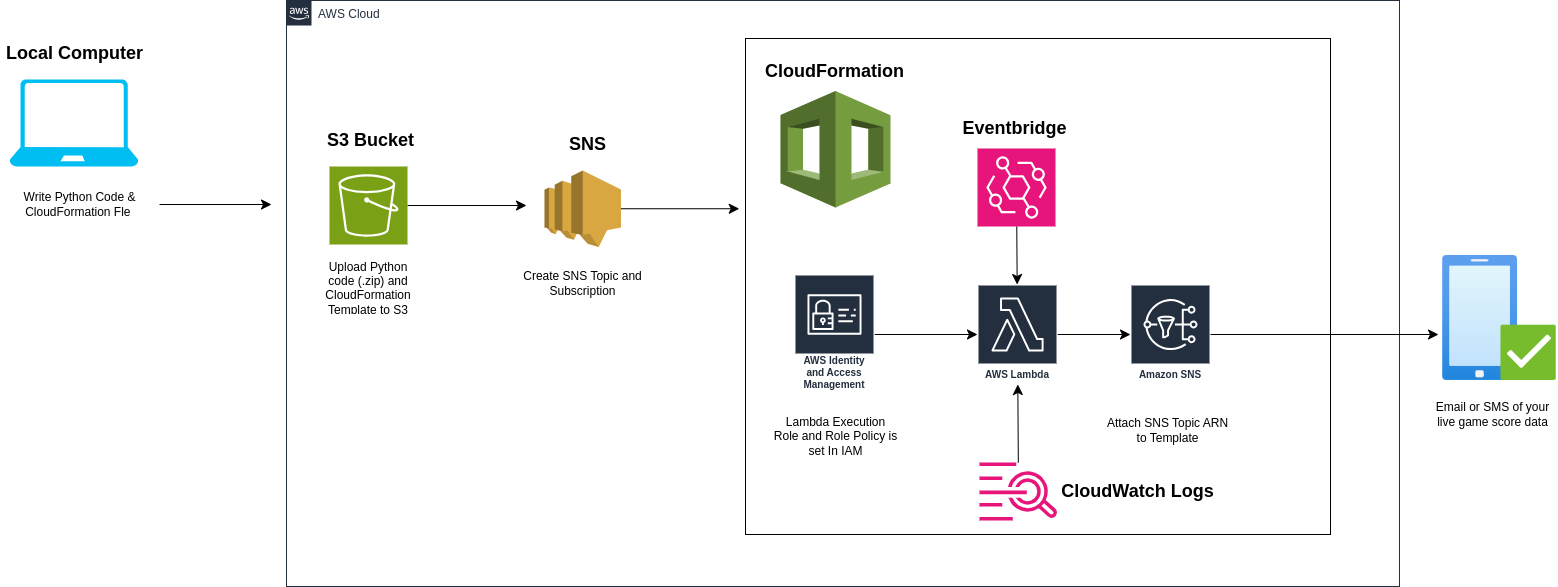 aws
AWS Cloud
Local Computer
Write Python Code &
CloudFormation Fle
S3 Bucket
Upload Python
code (.zip) and
CloudFormation
Template to S3
SNS
Create SNS Topic and
Subscription
CloudFormation
Eventbridge
AWS Identity
and Access
Management
Lambda Execution
Role and Role Policy is
set In IAM
AWS Lambda
Amazon SNS
Attach SNS Topic ARN
to Template
CloudWatch Logs
Email or SMS of your
live game score data